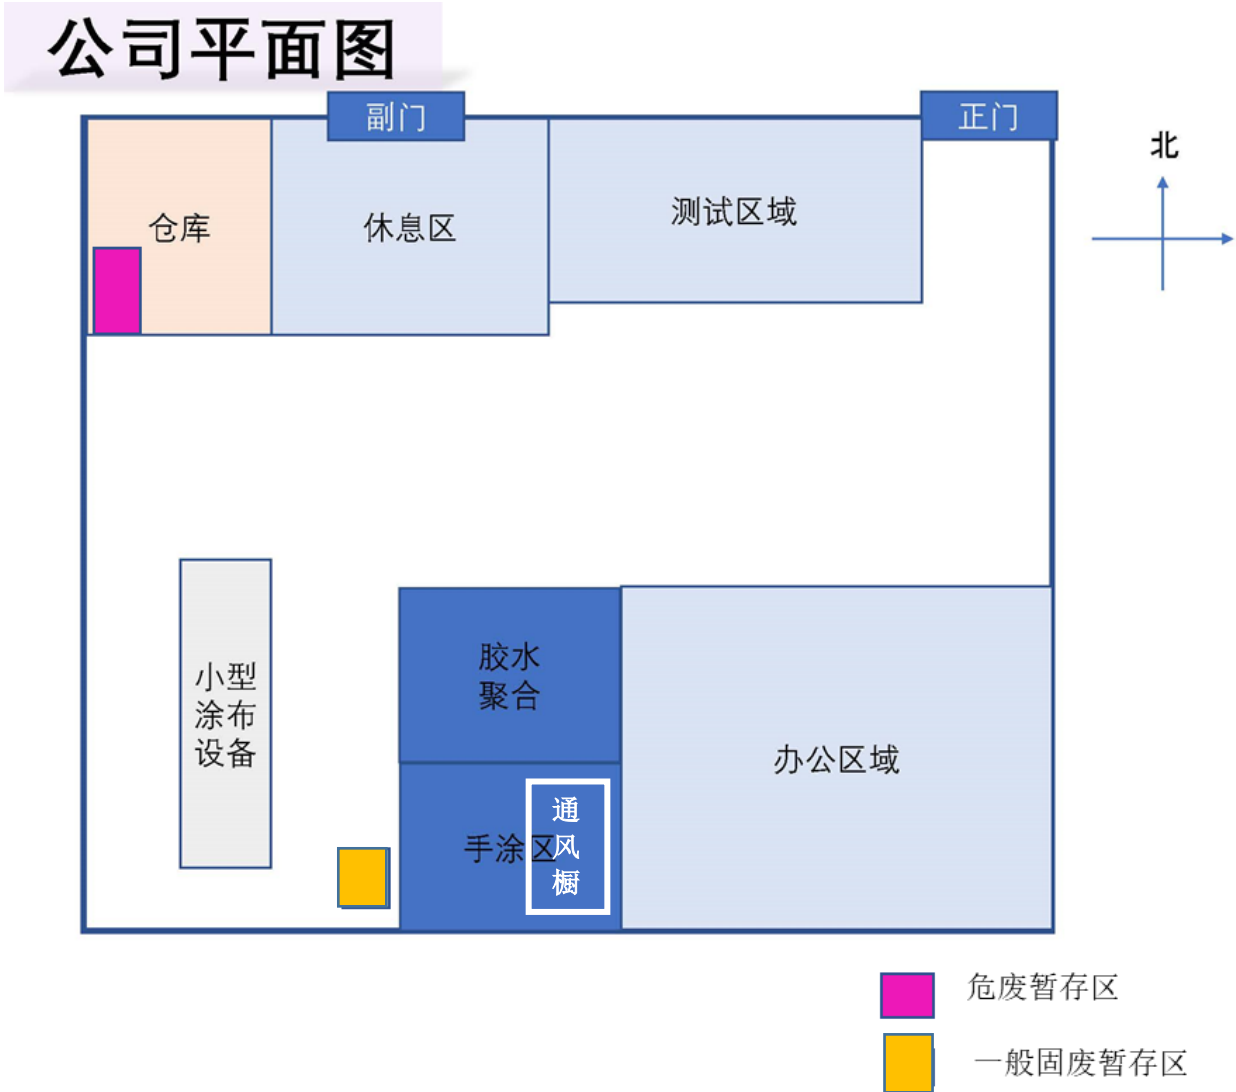 公司平面图
副门
正门
北
仓库
休息区
测试区域
小型
涂布
设备
胶水
聚合
手涂区
通
风
橱
办公区域
危废暂存区
一般固废暂存区